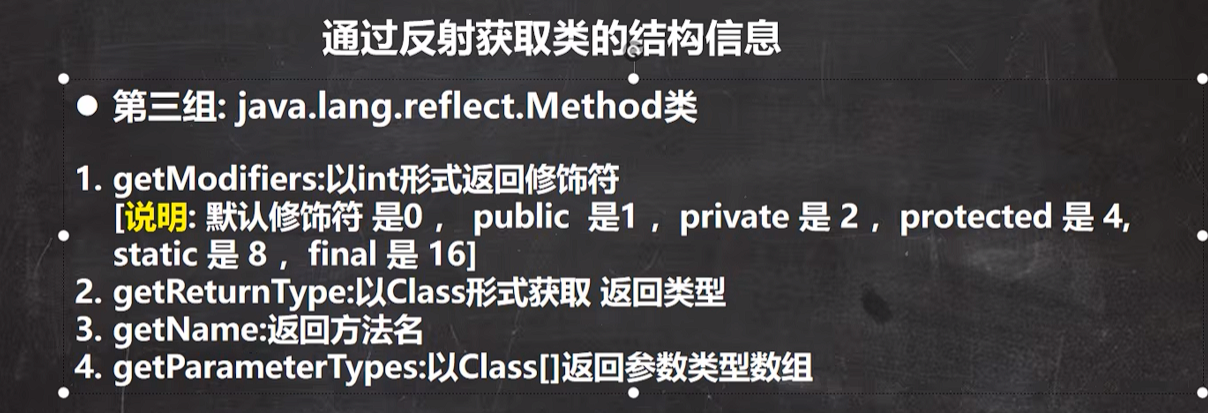 通过反射获取类的结构信息
● 第三组: java.lang.reflect.Method类
1. getModifiers:以int形式返回修饰符
[说明: 默认修饰符 是0 ， public 是1 ，private 是 2 ，protected 是 4,
static 是 8 ，final 是 16]
2. getReturnType:以Class形式获取 返回类型
3. getName:返回方法名
4. getParameterTypes:以Class[]返回参数类型数组